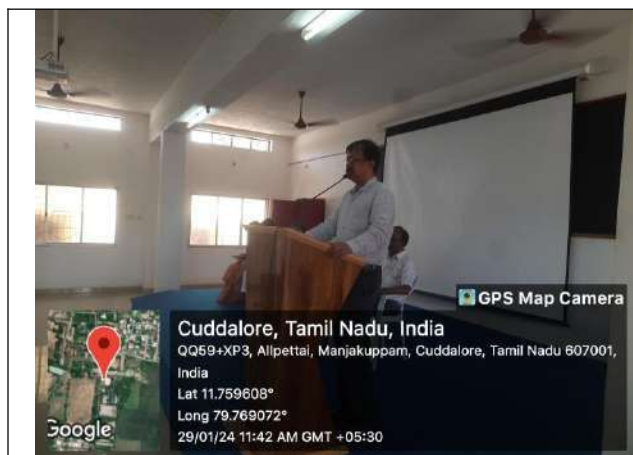 GPS Map Camera
Cuddalore, Tamil Nadu, India
QQ59+XP3, Allpettai, Manjakuppam, Cuddalore, Tamil Nadu 607001,
India
Lat 11.759608°
Long 79.769072°
29/01/24 11:42 AM GMT +05:30
Google